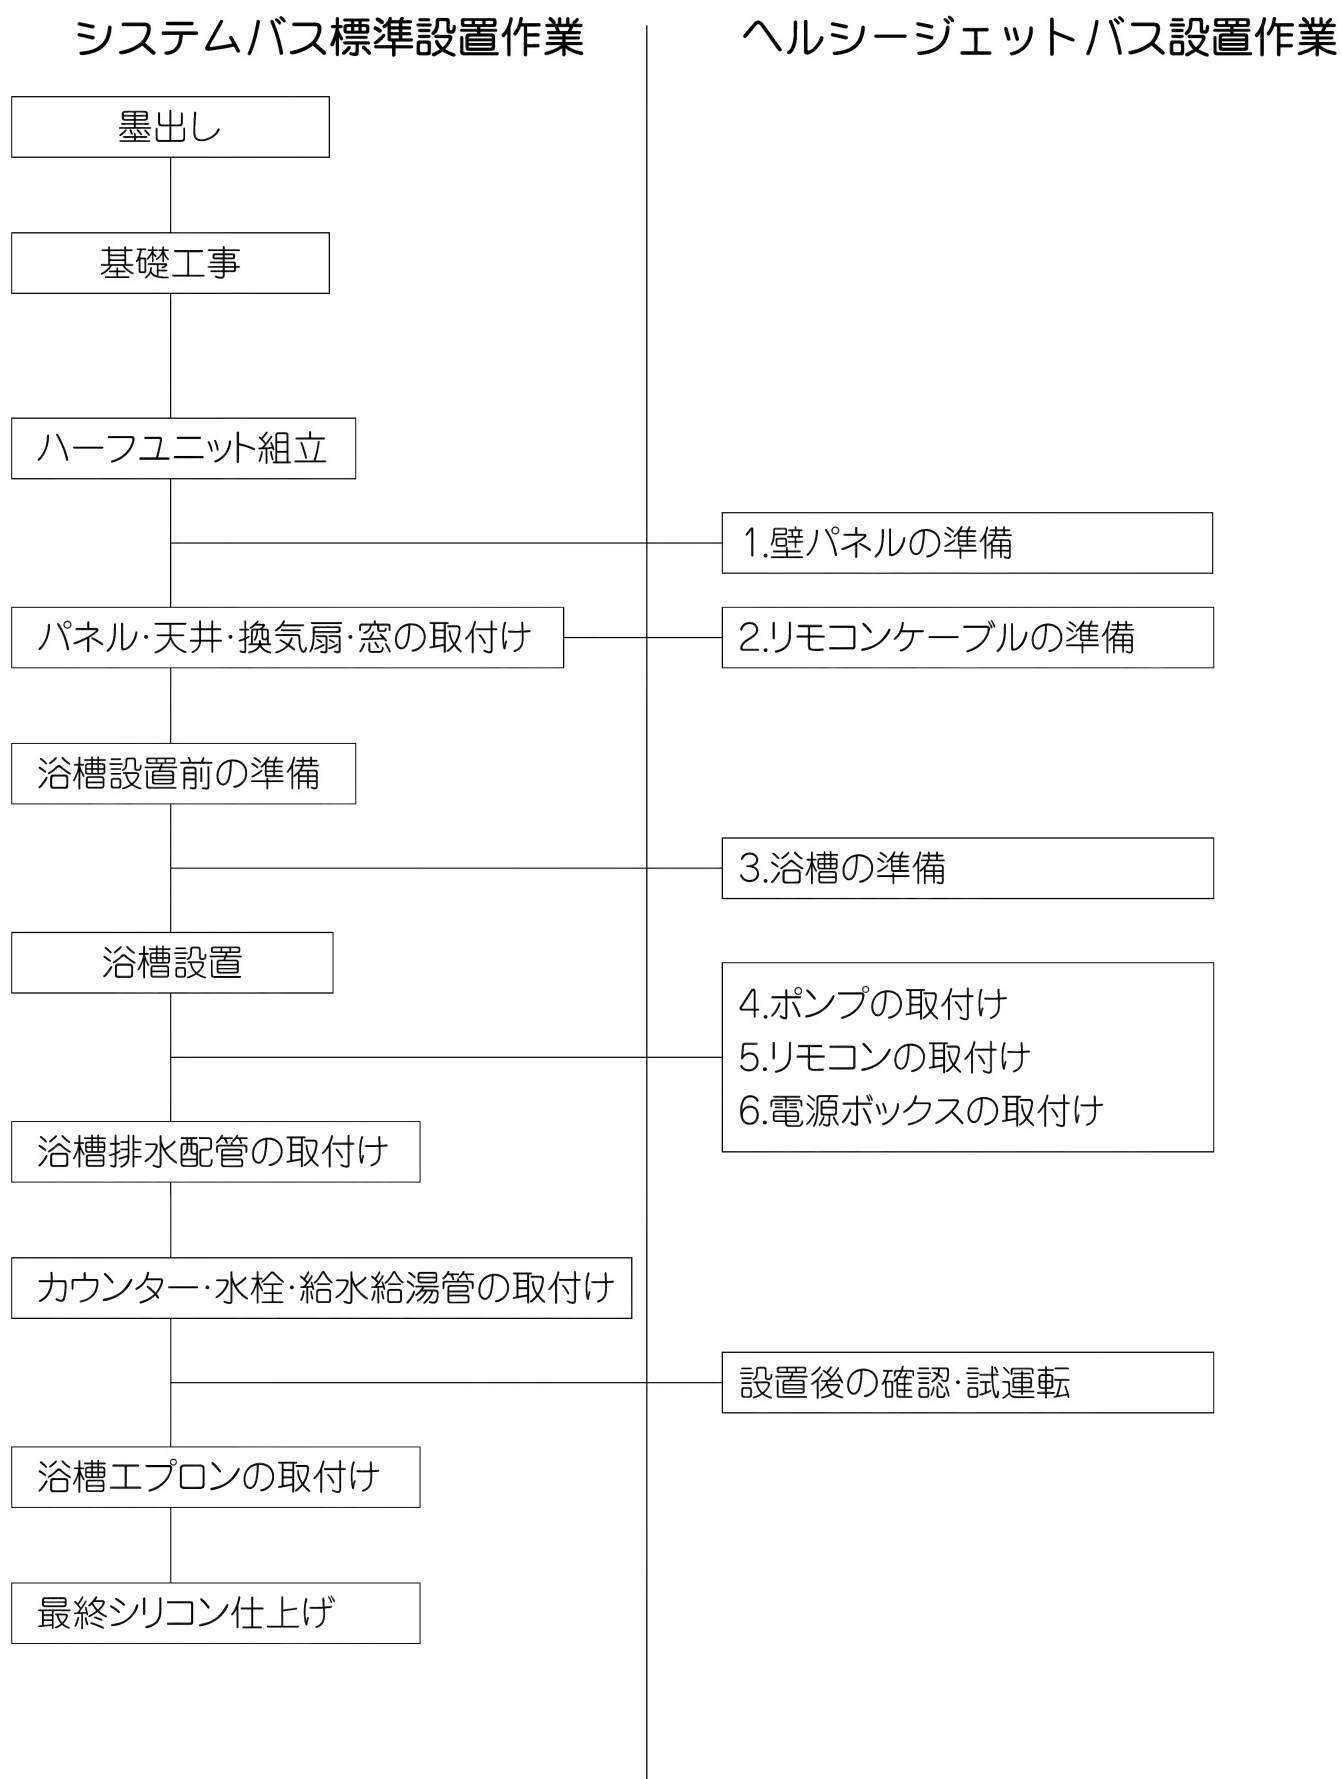 システムバス標準設置作業
ヘルシージェットバス設置作業
墨出し
基礎工事
ハーフユニット組立
1.壁パネルの準備
パネル・天井・換気扇・窓の取付け
2.リモコンケーブルの準備
浴槽設置前の準備
3.浴槽の準備
浴槽設置
4.ポンプの取付け
5.リモコンの取付け
6.電源ボックスの取付け
浴槽排水配管の取付け
カウンター・水栓・給水給湯管の取付け
設置後の確認・試運転
浴槽エプロンの取付け
最終シリコン仕上げ